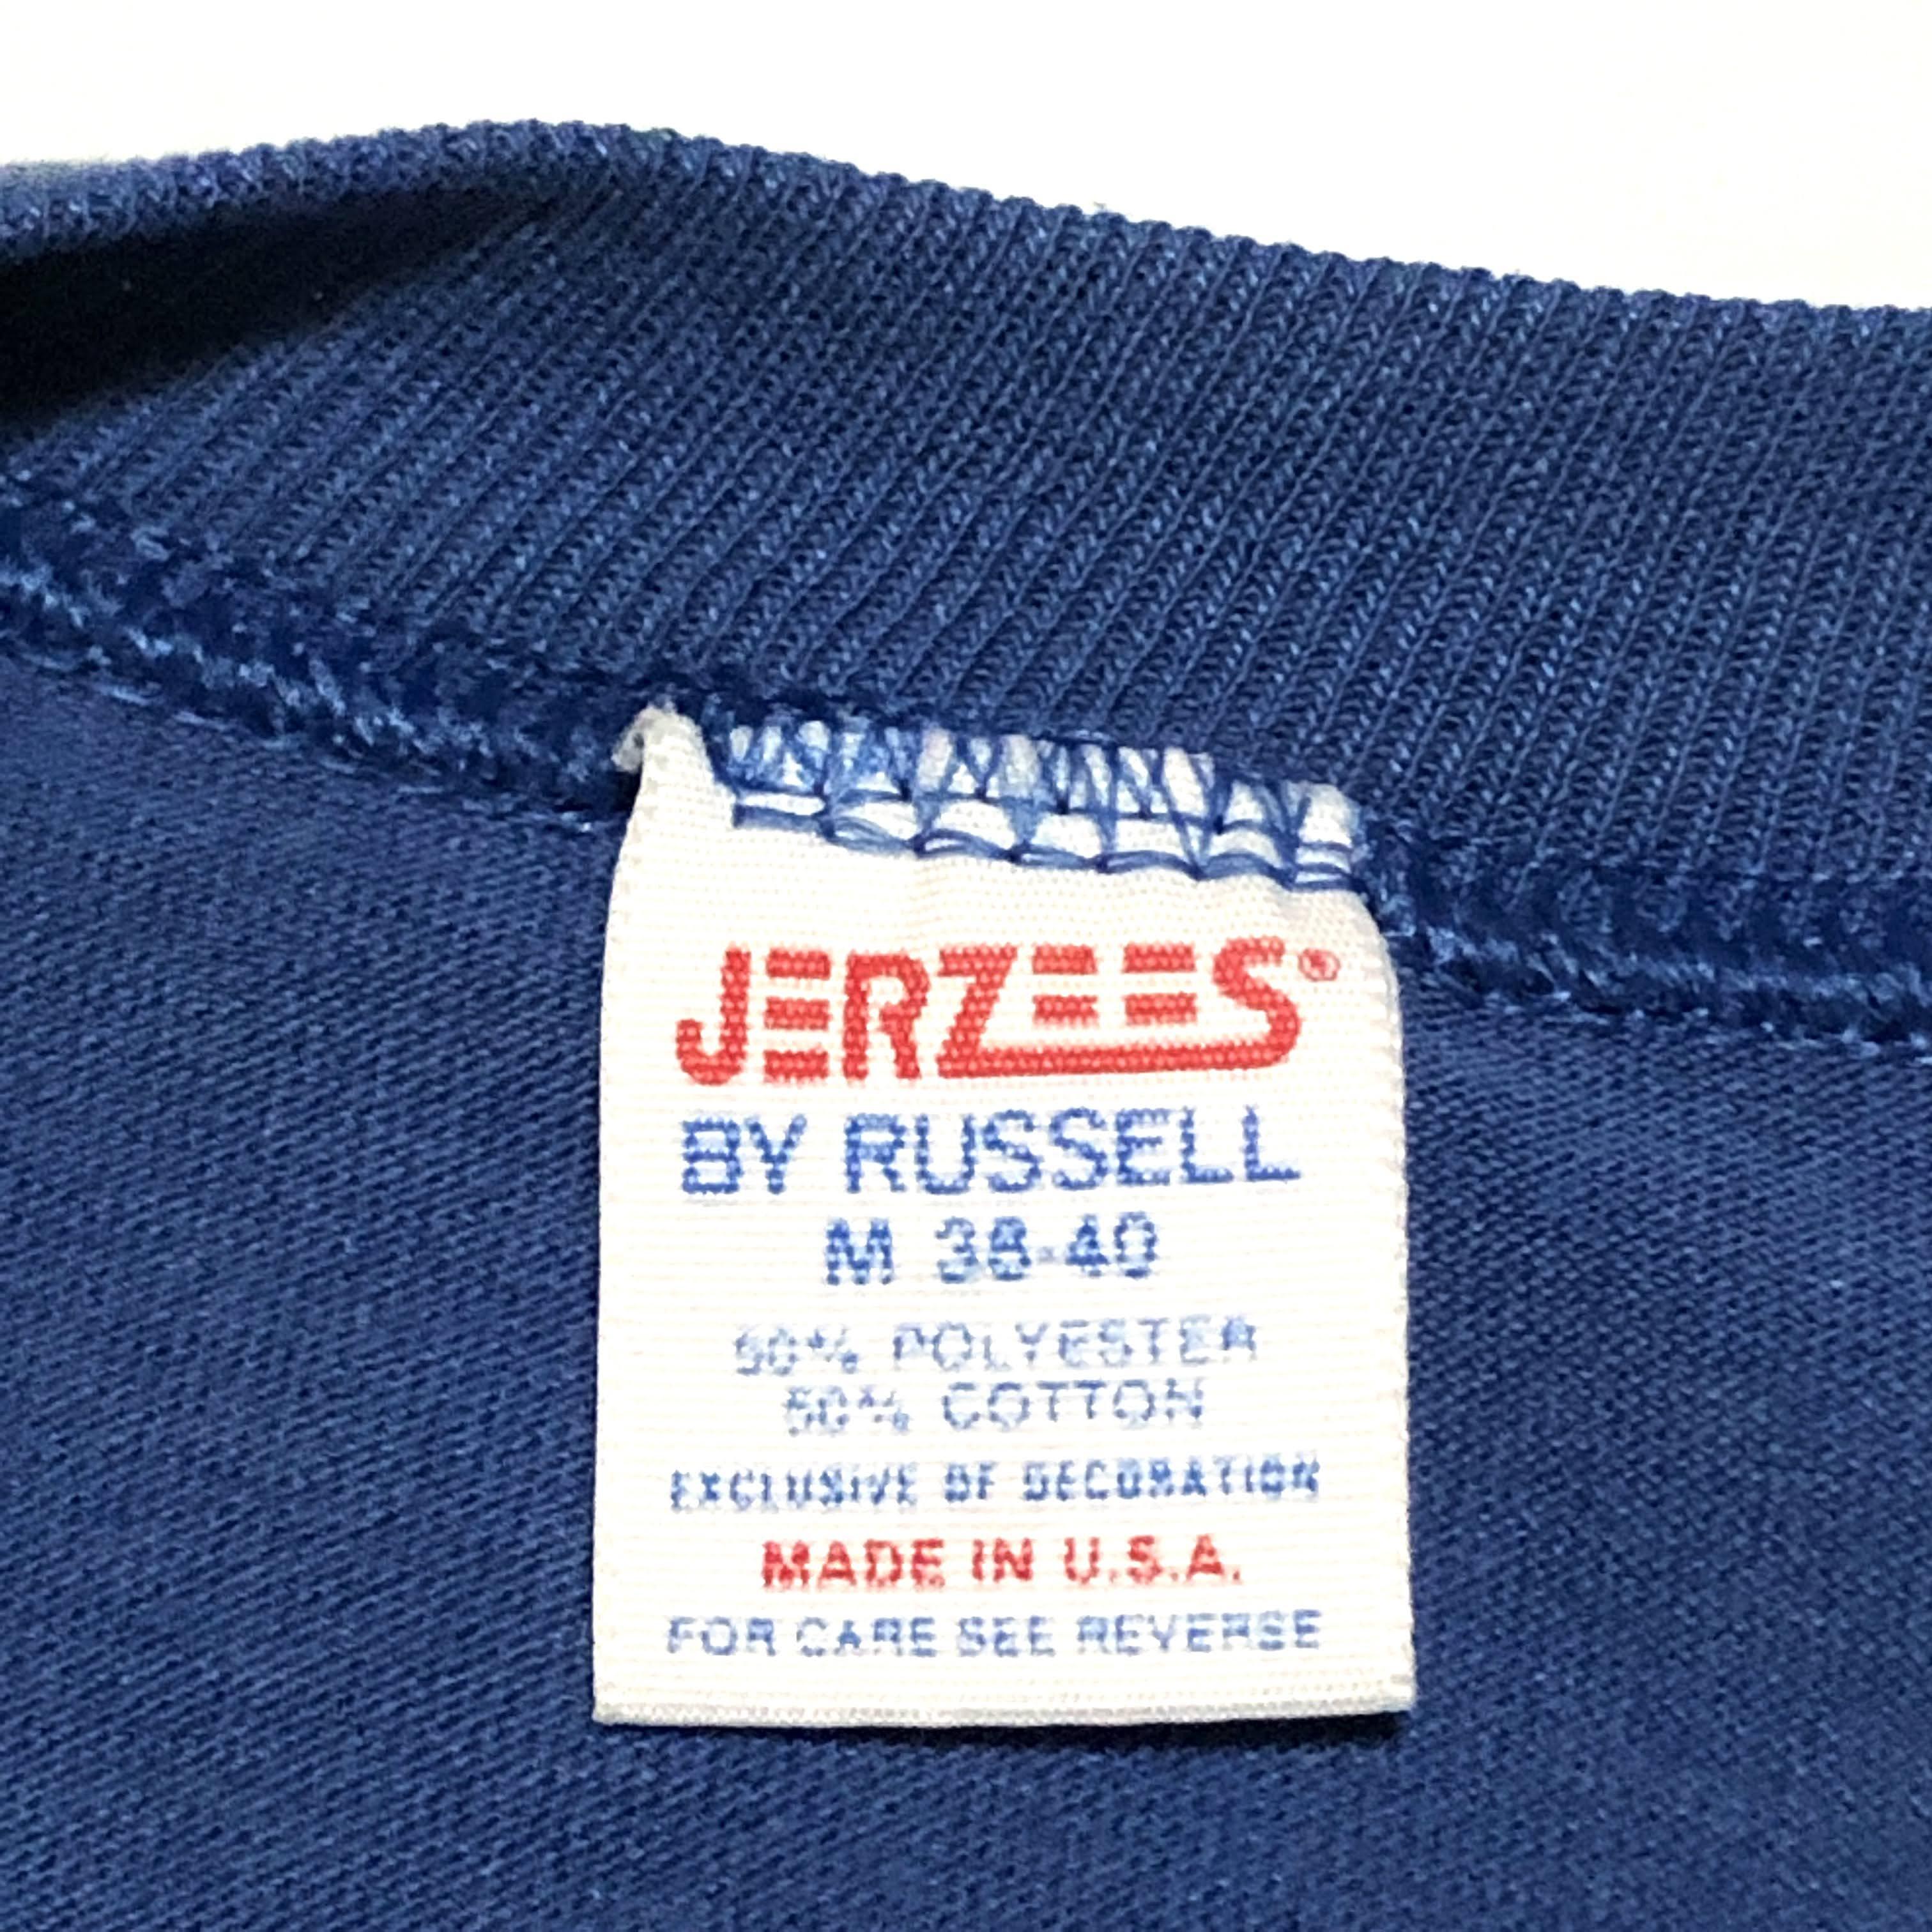 JERZEES®
BY RUSSELL
M 38-40
50% POLYESTER
50% COTTON
EXCLUSIVE OF DECORATION
MADE IN U.S.A.
FOR CARE SEE REVERSE